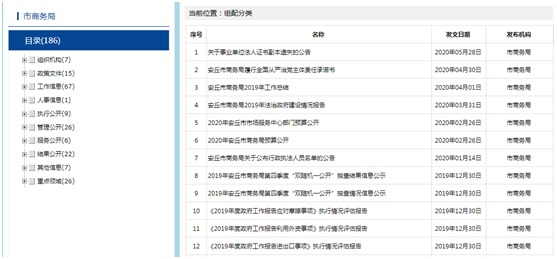 市商务局
目录(186)
组织机构(7)
政策文件(15)
工作信息(67)
人事信息(1)
执行公开(9)
管理公开(26)
服务公开(6)
结果公开(22)
其他信息(7)
重点领域(26)
当前位置：组配分类
序号 名称 发文日期 发布机构
1 关于事业单位法人证书副本遗失的公告 2020年05月28日 市商务局
2 安丘市商务局履行全面从严治党主体责任承诺书 2020年04月30日 市商务局
3 安丘市商务局2019年工作总结 2020年04月01日 市商务局
4 安丘市商务局2019年法治政府建设情况报告 2020年03月31日 市商务局
5 2020年安丘市市场服务中心部门预算公开 2020年02月26日 市商务局
6 2020年安丘市商务局预算公开 2020年02月26日 市商务局
7 安丘市商务局关于公布行政执法人员名单的公告 2020年01月14日 市商务局
8 2019年安丘市商务局第四季度“双随机一公开”抽查结果信息公示 2019年12月30日 市商务局
9 2019年安丘市商务局第四季度“双随机一公开”抽查情况信息公示 2019年12月30日 市商务局
10 《2019年度政府工作报告应对摩擦事项》执行情况评估报告 2019年12月30日 市商务局
11 《2019年度政府工作报告利用外资事项》执行情况评估报告 2019年12月30日 市商务局
12 《2019年度政府工作报告进出口事项》执行情况评估报告 2019年12月30日 市商务局